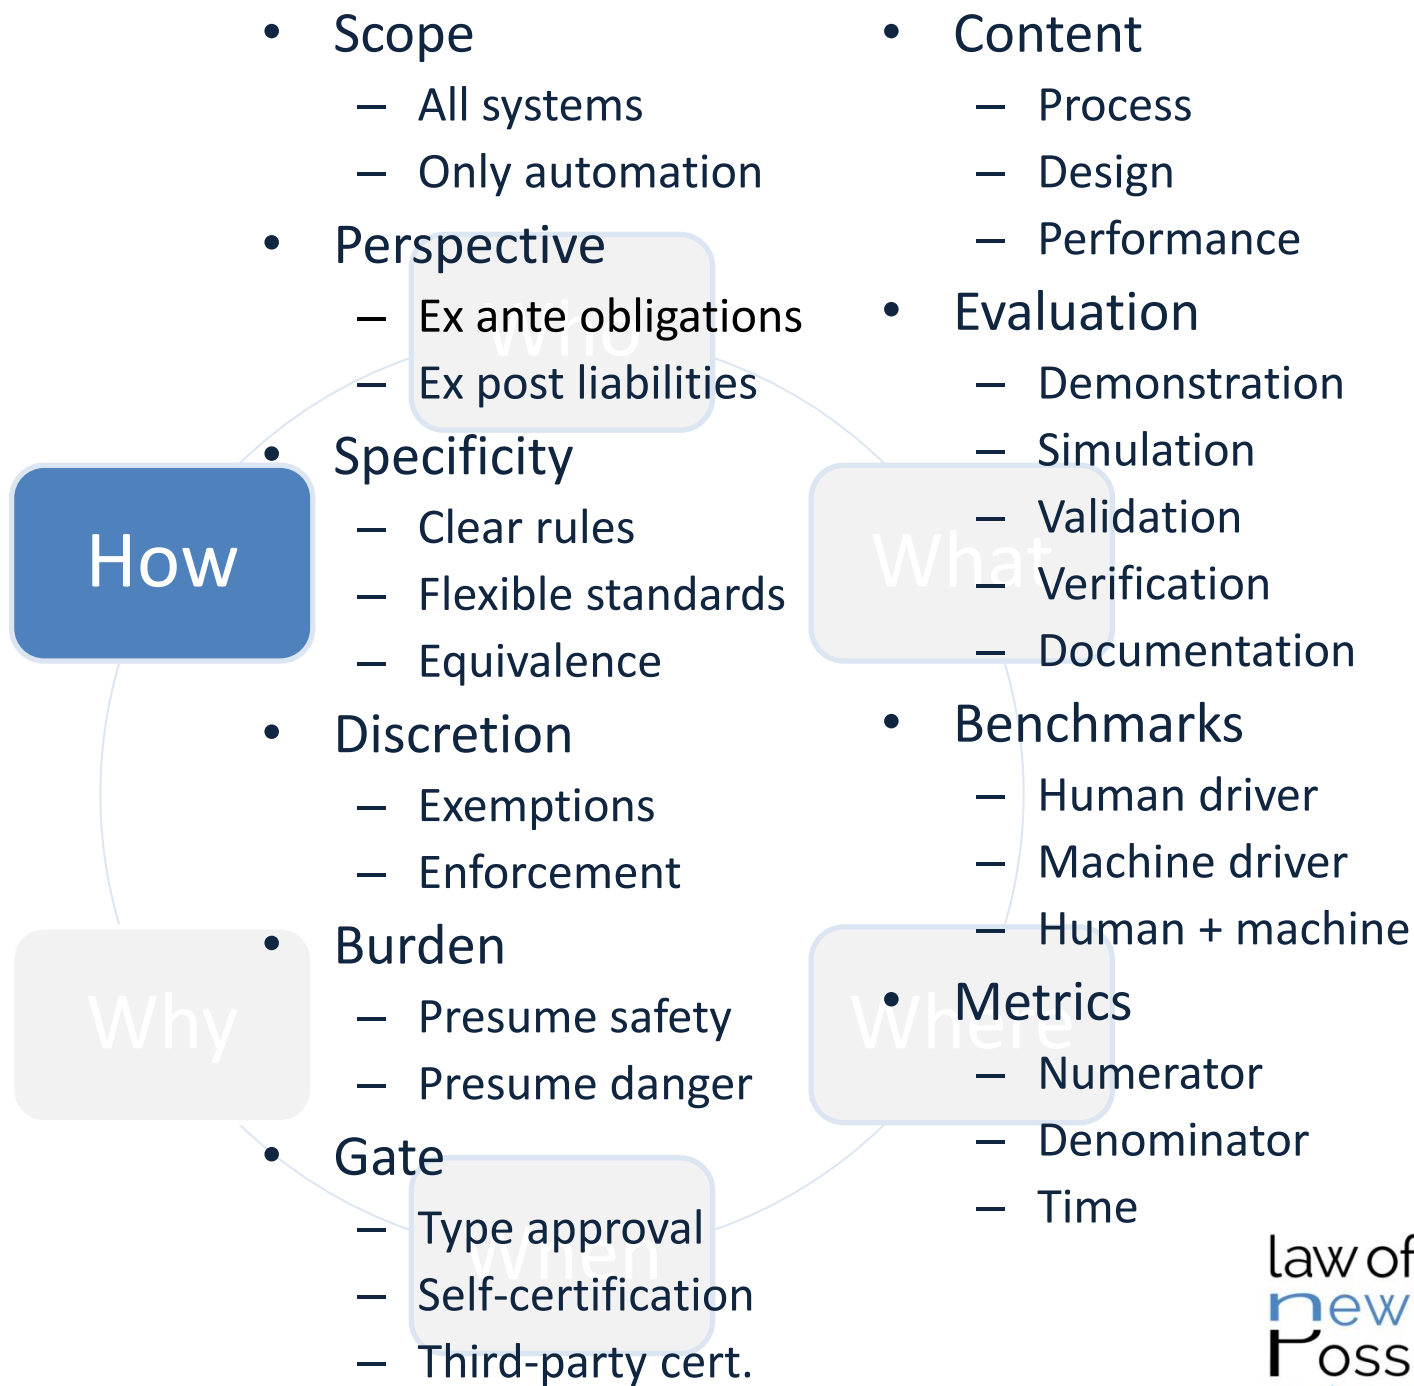 • Scope
– All systems
– Only automation
• Perspective
– Ex ante obligations
– Ex post liabilities
• Specificity
– Clear rules
– Flexible standards
– Equivalence
• Discretion
– Exemptions
– Enforcement
• Burden
– Presume safety
– Presume danger
• Gate
– Type approval
– Self-certification
– Third-party cert.
• Content
– Process
– Design
– Performance
• Evaluation
– Demonstration
– Simulation
– Validation
– Verification
– Documentation
• Benchmarks
– Human driver
– Machine driver
– Human + machine
• Metrics
– Numerator
– Denominator
– Time
Who
How
What
Why
Where
When
law of
new
Poss